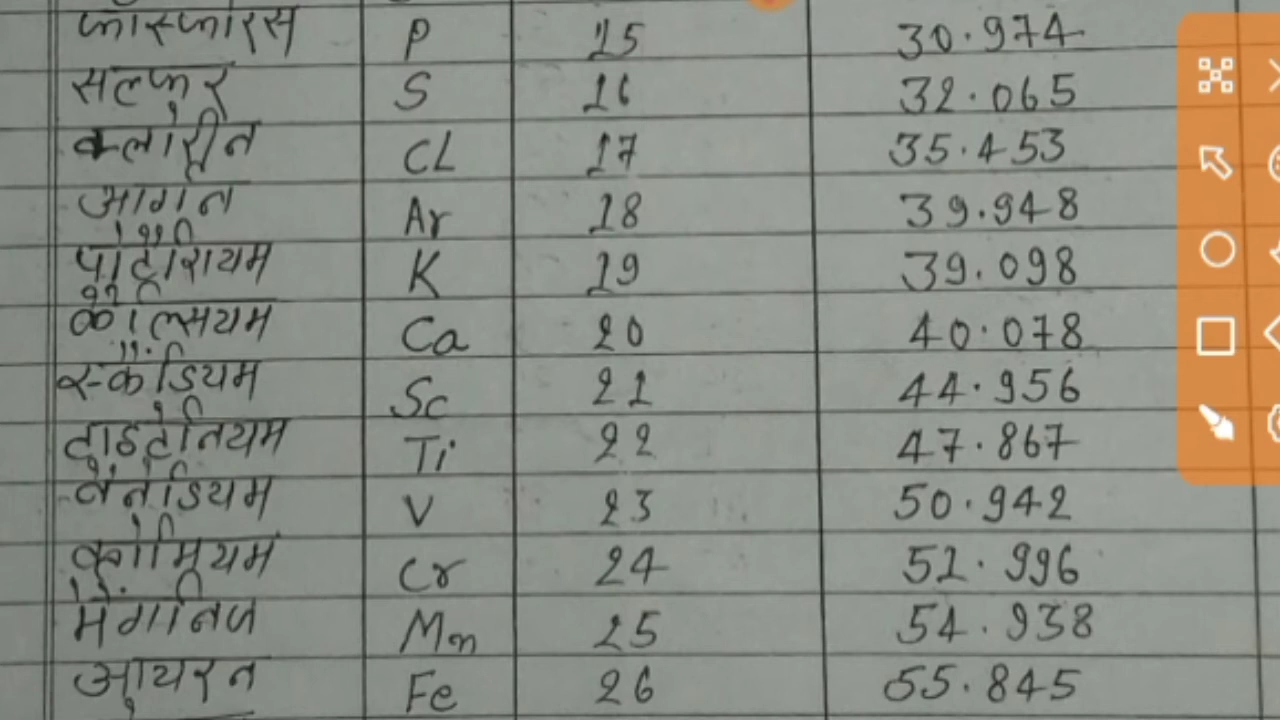 फॉस्फोरस P 15 30.974
सल्फर S 16 32.065
क्लोरीन CL 17 35.453
आर्गन Ar 18 39.948
पोटेशियम K 19 39.098
कैल्सियम Ca 20 40.078
स्कैंडियम Sc 21 44.956
टाइटेनियम Ti 22 47.867
वैनेडियम V 23 50.942
क्रोमियम Cr 24 51.996
मैंगनिज Mn 25 54.938
आयरन Fe 26 55.845